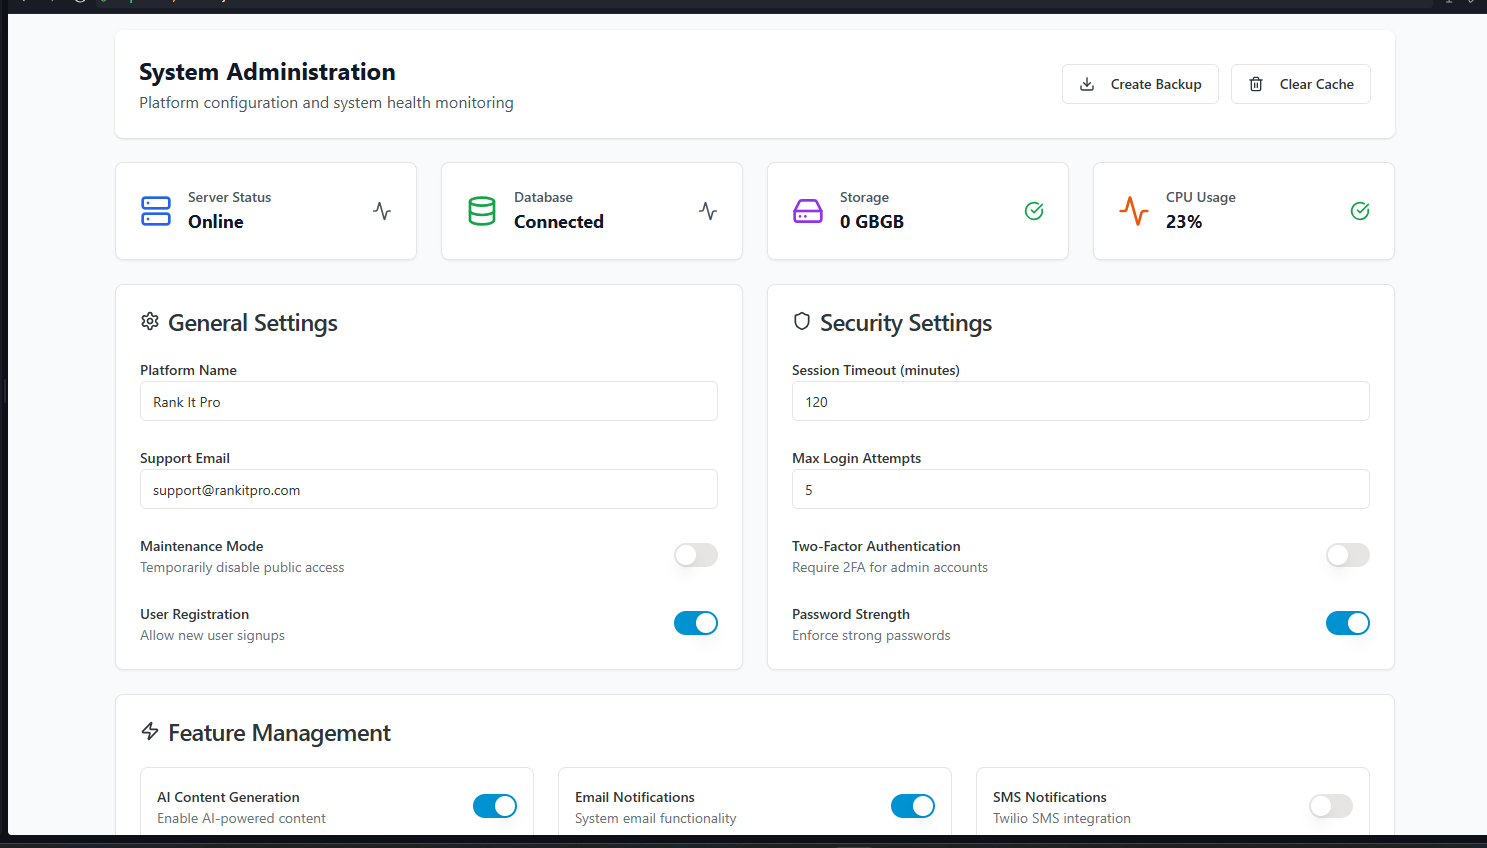 System Administration
Platform configuration and system health monitoring
Create Backup
Clear Cache
Server Status
Online
Database
Connected
Storage
0 GBGB
CPU Usage
23%
General Settings
Platform Name
Rank It Pro
Support Email
support@rankitpro.com
Maintenance Mode
Temporarily disable public access
User Registration
Allow new user signups
Security Settings
Session Timeout (minutes)
120
Max Login Attempts
5
Two-Factor Authentication
Require 2FA for admin accounts
Password Strength
Enforce strong passwords
Feature Management
AI Content Generation
Enable AI-powered content
Email Notifications
System email functionality
SMS Notifications
Twilio SMS integration